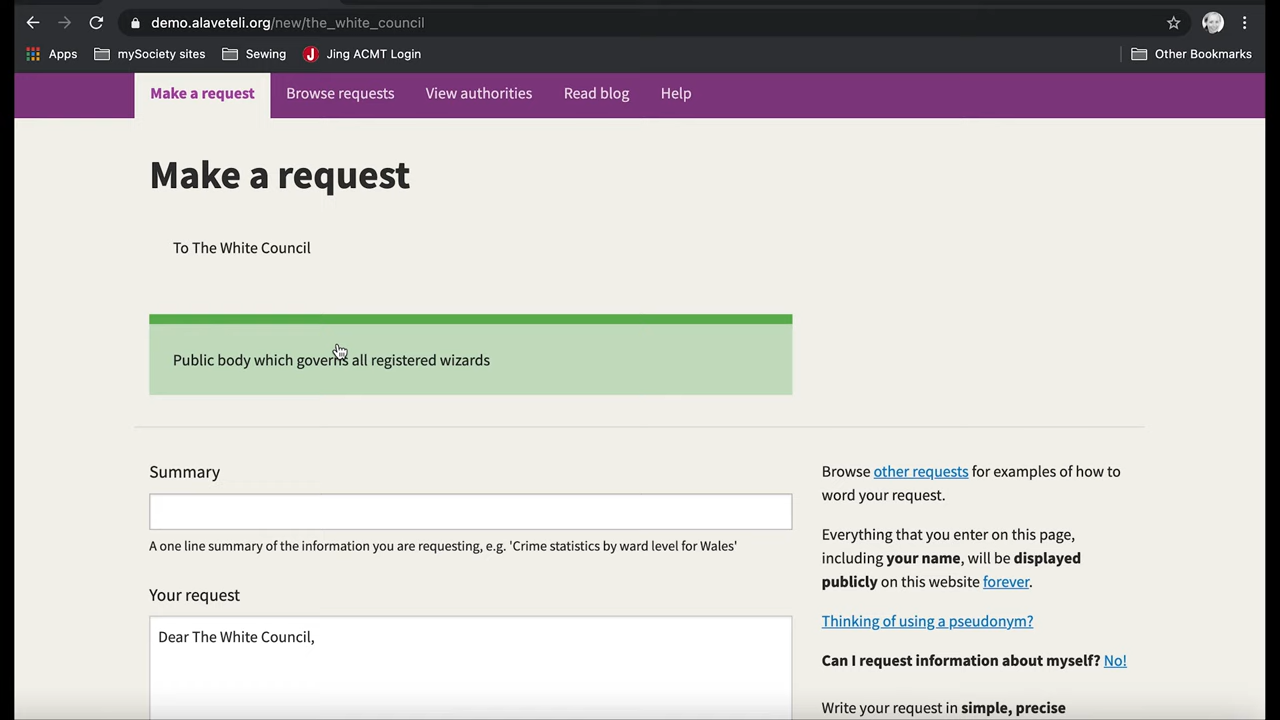 demo.alaveteli.org/new/the_white_council
Apps
mySociety sites
Sewing
J
Jing ACMT Login
Other Bookmarks
Make a request
Browse requests
View authorities
Read blog
Help
Make a request
To The White Council
Public body which governs all registered wizards
Summary
A one line summary of the information you are requesting, e.g. 'Crime statistics by ward level for Wales'
Your request
Dear The White Council,
Browse other requests for examples of how to
word your request.
Everything that you enter on this page,
including your name, will be displayed
publicly on this website forever.
Thinking of using a pseudonym?
Can I request information about myself? No!
Write your request in simple, precise